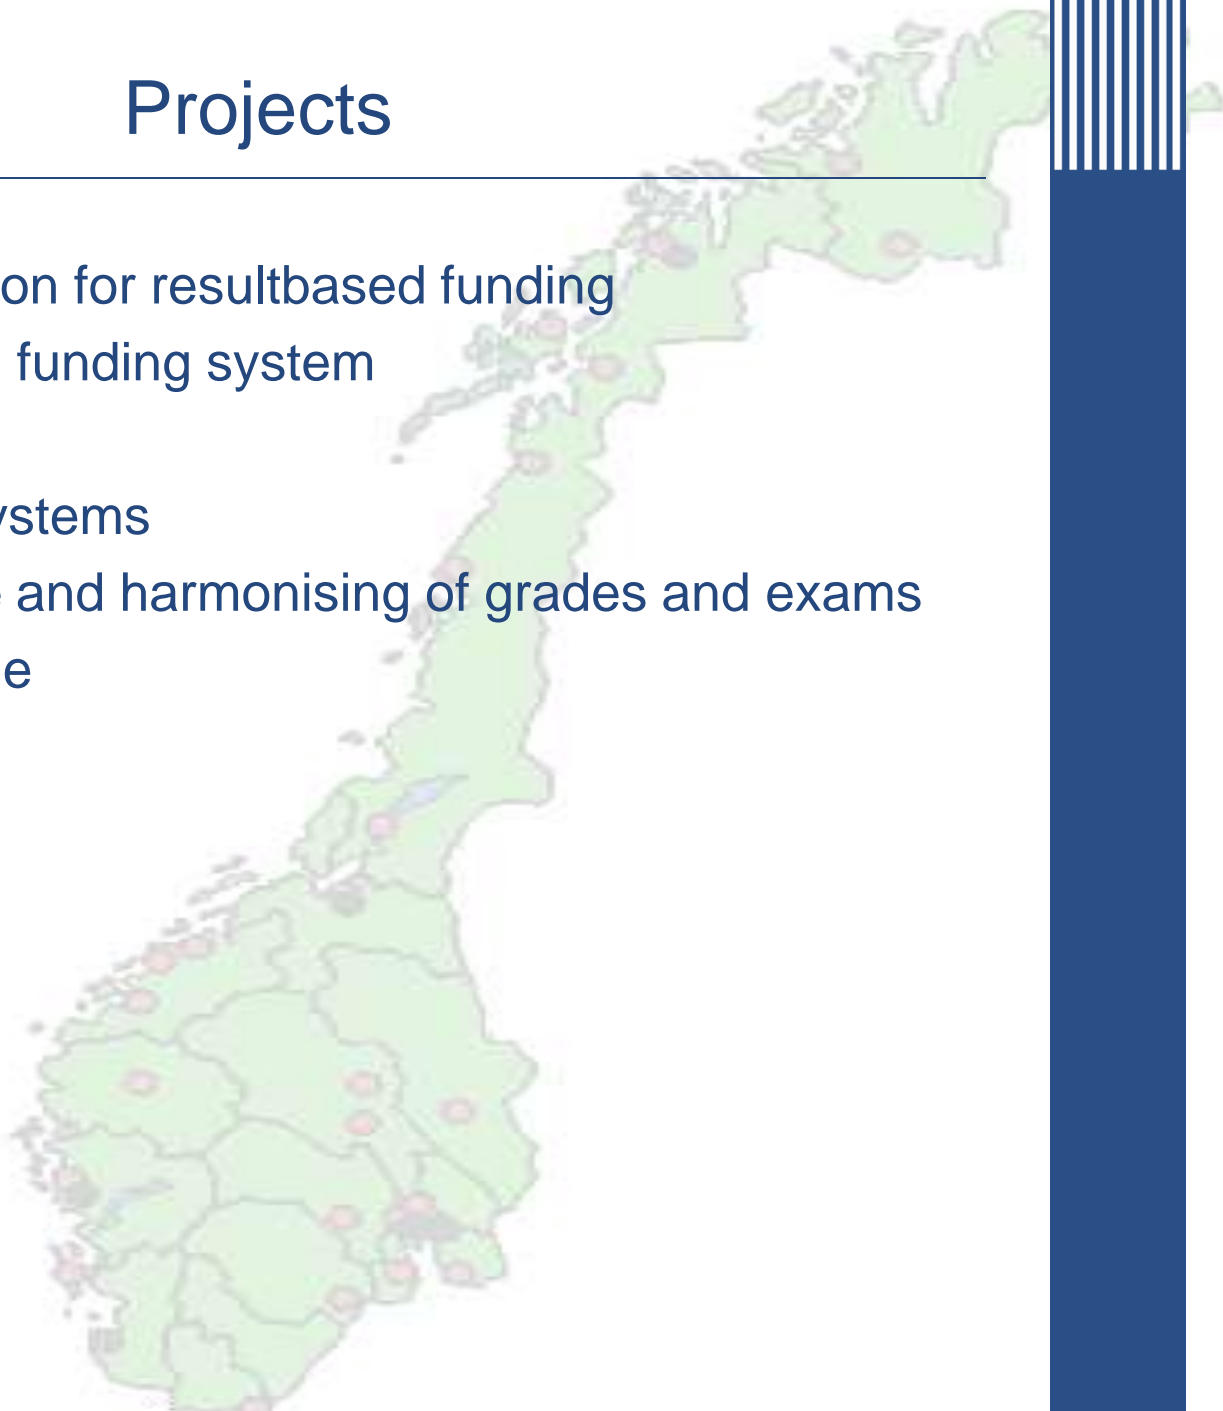 Projects
on for resultbased funding
funding system
ystems
and harmonising of grades and exams
e